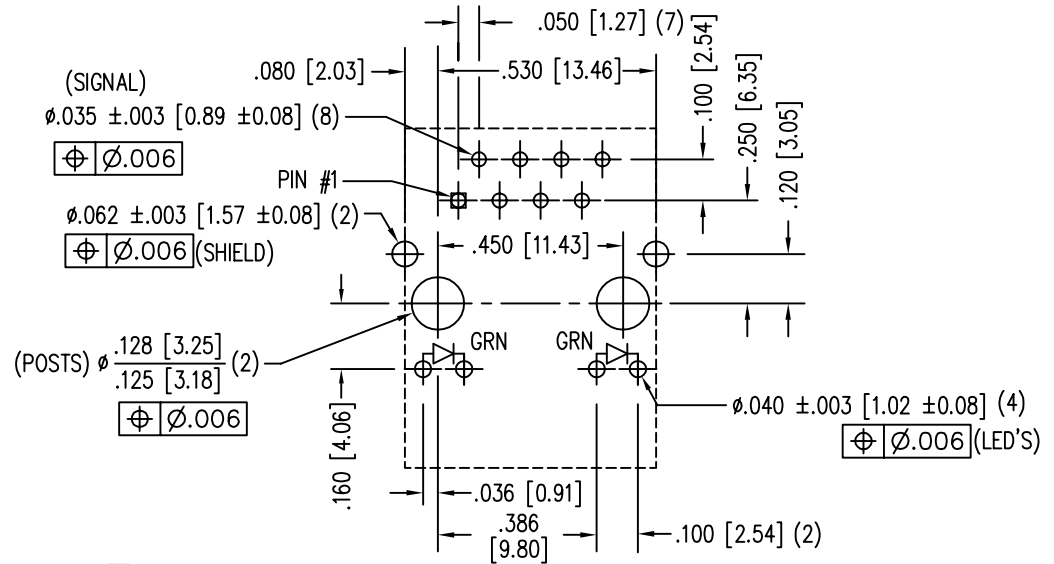 .050 [1.27] (7)
.080 [2.03]
.530 [13.46]
.100 [2.54]
.250 [6.35]
.120 [3.05]
(SIGNAL)
ø.035 ±.003 [0.89 ±0.08] (8)
⌖ Ø.006
PIN #1
ø.062 ±.003 [1.57 ±0.08] (2)
⌖ Ø.006 (SHIELD)
.450 [11.43]
GRN
GRN
(POSTS) ø .128 [3.25] (2)
.125 [3.18]
⌖ Ø.006
ø.040 ±.003 [1.02 ±0.08] (4)
⌖ Ø.006 (LED'S)
.160 [4.06]
.036 [0.91]
.386
[9.80]
.100 [2.54] (2)